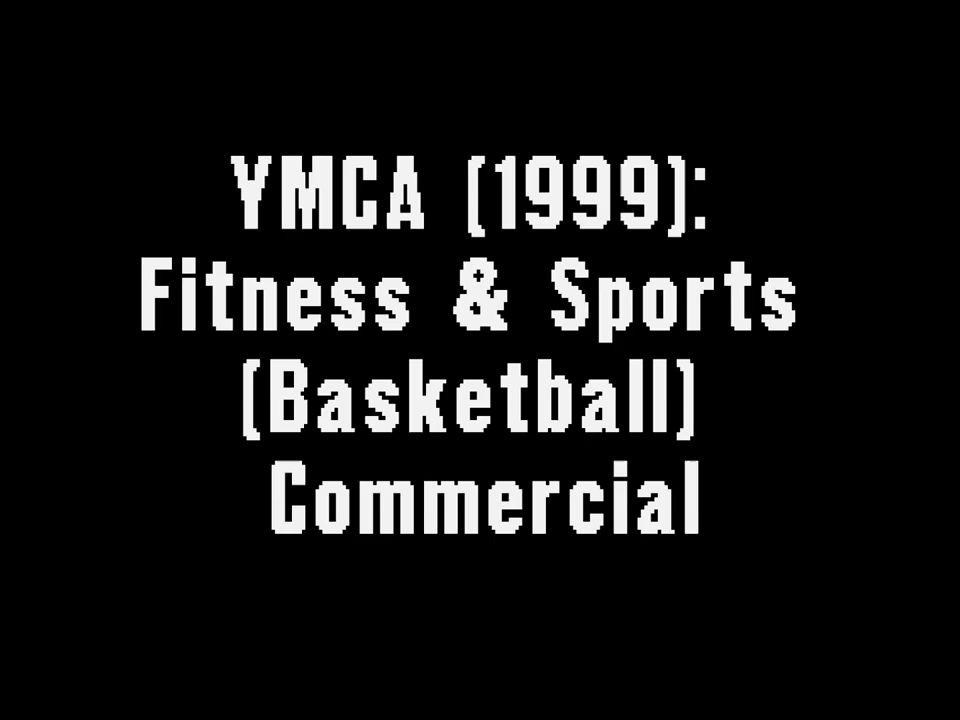 YMCA (1999):
Fitness & Sports
(Basketball)
Commercial